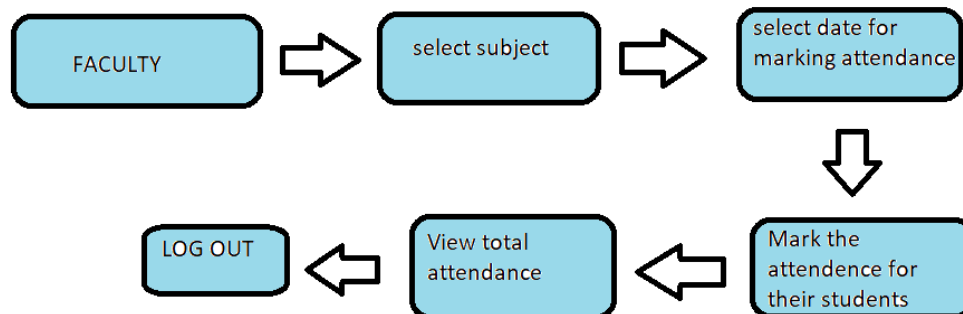 FACULTY
select subject
select date for
marking attendance
Mark the
attendence for
their students
View total
attendance
LOG OUT